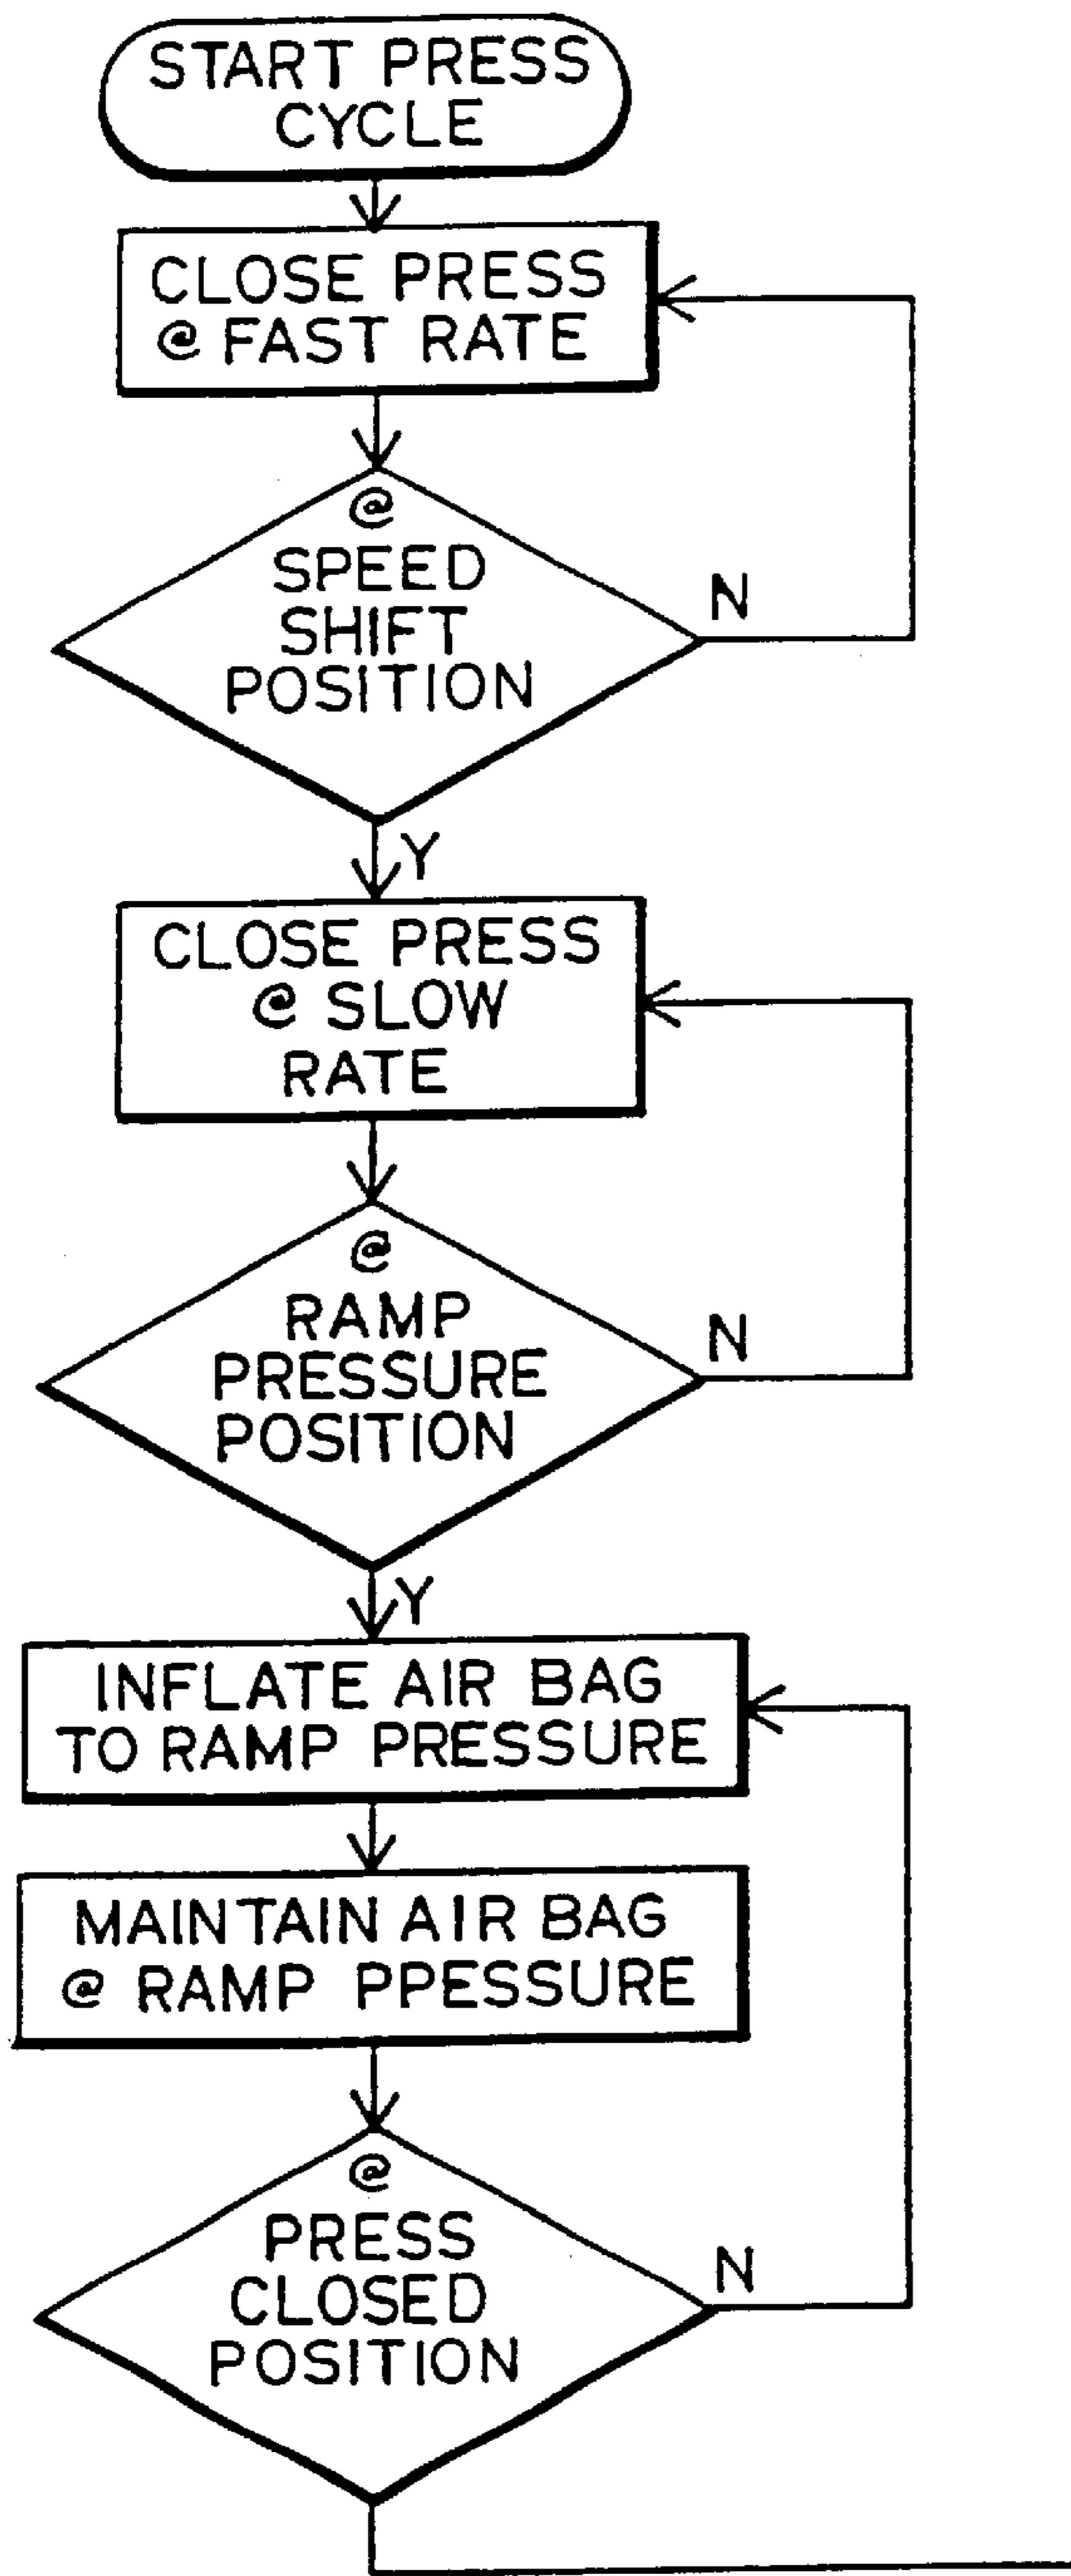 START PRESS
CYCLE
CLOSE PRESS
@ FAST RATE
@
SPEED
SHIFT
POSITION
N
Y
CLOSE PRESS
@ SLOW
RATE
@
RAMP
PRESSURE
POSITION
N
Y
INFLATE AIR BAG
TO RAMP PRESSURE
MAINTAIN AIR BAG
@ RAMP PPESSURE
@
PRESS
CLOSED
POSITION
N